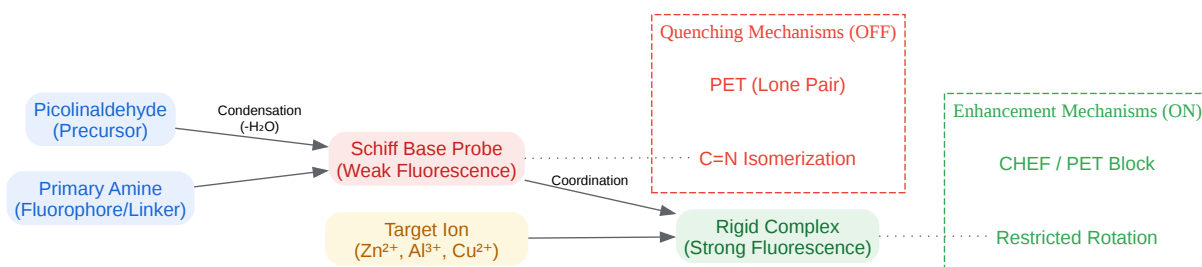 Quenching Mechanisms (OFF)
PET (Lone Pair)
C=N Isomerization
Picolinaldehyde
(Precursor)
Condensation
(-H₂O)
Primary Amine
(Fluorophore/Linker)
Schiff Base Probe
(Weak Fluorescence)
Coordination
Target Ion
(Zn²⁺, Al³⁺, Cu²⁺)
Rigid Complex
(Strong Fluorescence)
Enhancement Mechanisms (ON)
CHEF / PET Block
Restricted Rotation